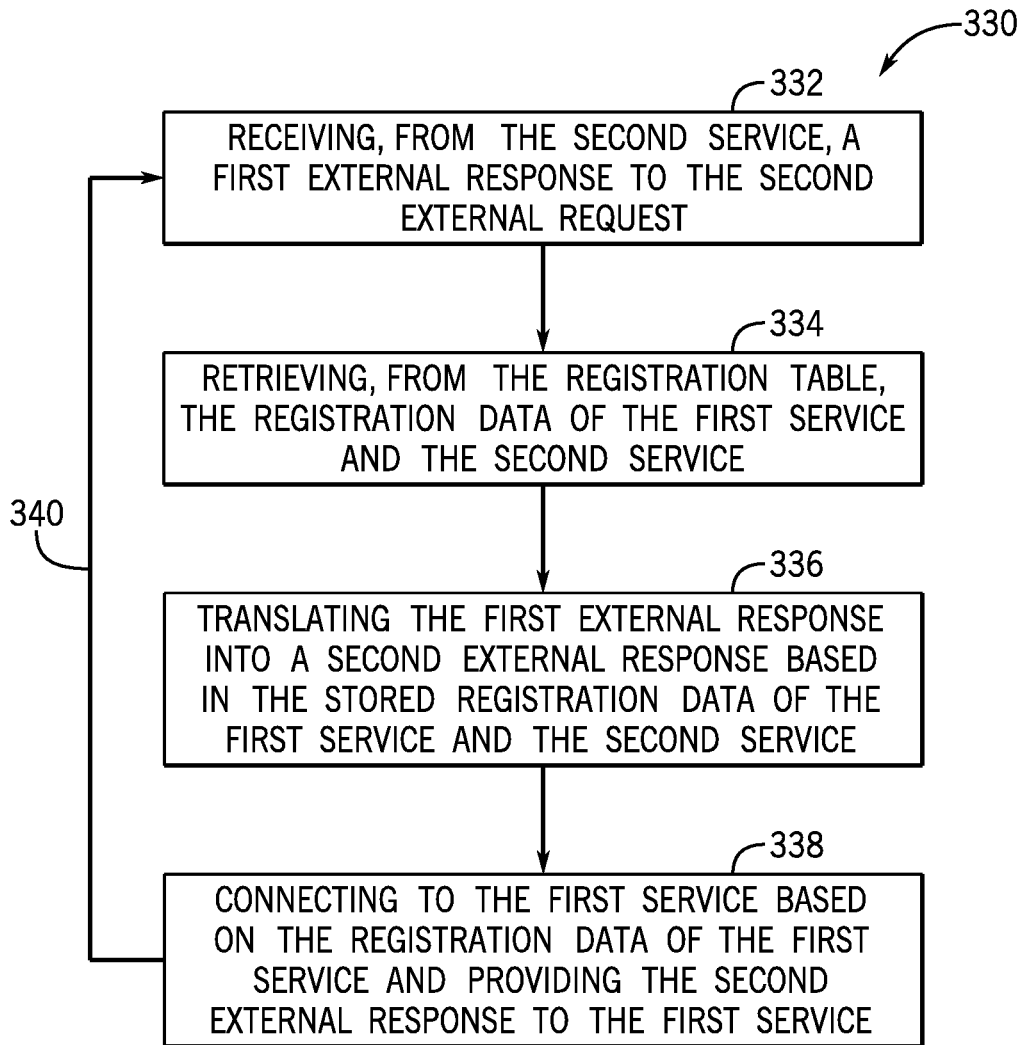 330
332
RECEIVING, FROM THE SECOND SERVICE, A
FIRST EXTERNAL RESPONSE TO THE SECOND
EXTERNAL REQUEST
334
RETRIEVING, FROM THE REGISTRATION TABLE,
THE REGISTRATION DATA OF THE FIRST SERVICE
AND THE SECOND SERVICE
340
336
TRANSLATING THE FIRST EXTERNAL RESPONSE
INTO A SECOND EXTERNAL RESPONSE BASED
IN THE STORED REGISTRATION DATA OF THE
FIRST SERVICE AND THE SECOND SERVICE
338
CONNECTING TO THE FIRST SERVICE BASED
ON THE REGISTRATION DATA OF THE FIRST
SERVICE AND PROVIDING THE SECOND
EXTERNAL RESPONSE TO THE FIRST SERVICE